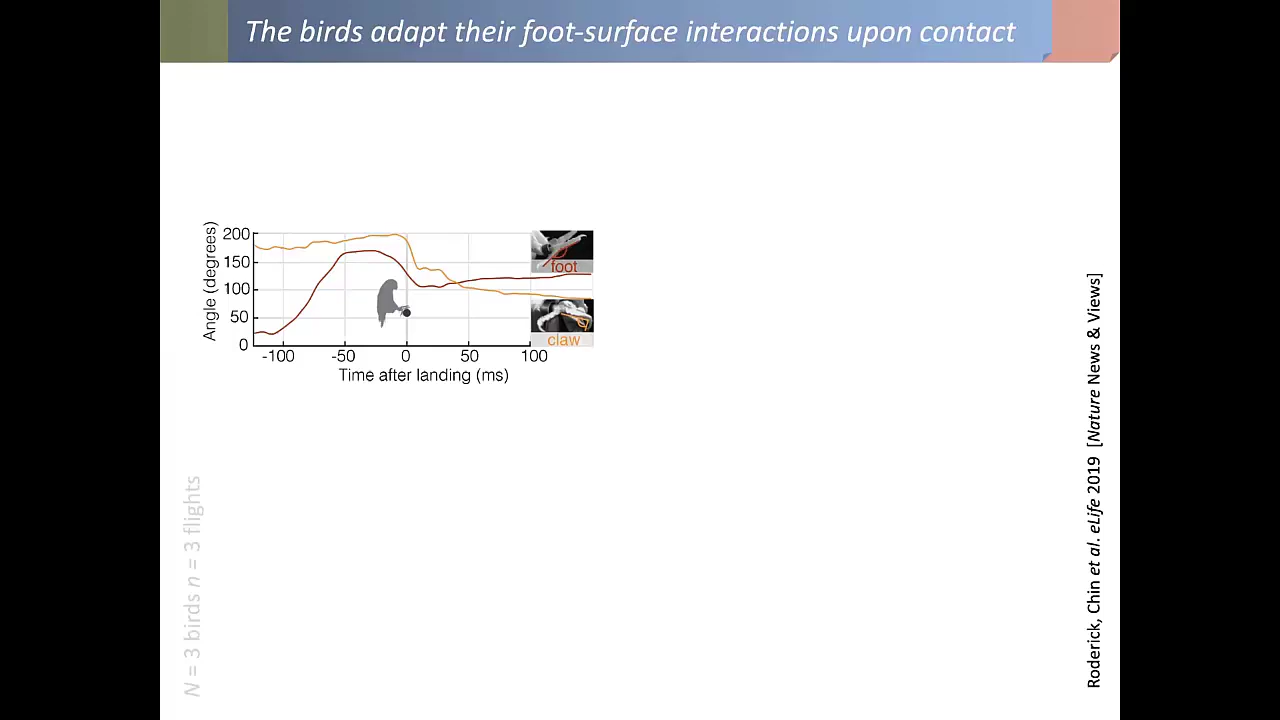 The birds adapt their foot-surface interactions upon contact
Angle (degrees)
200
150
100
50
0
-100
-50
0
50
100
Time after landing (ms)
foot
claw
N = 3 birds n = 3 flights
Roderick, Chin et al. eLife 2019 [Nature News & Views]